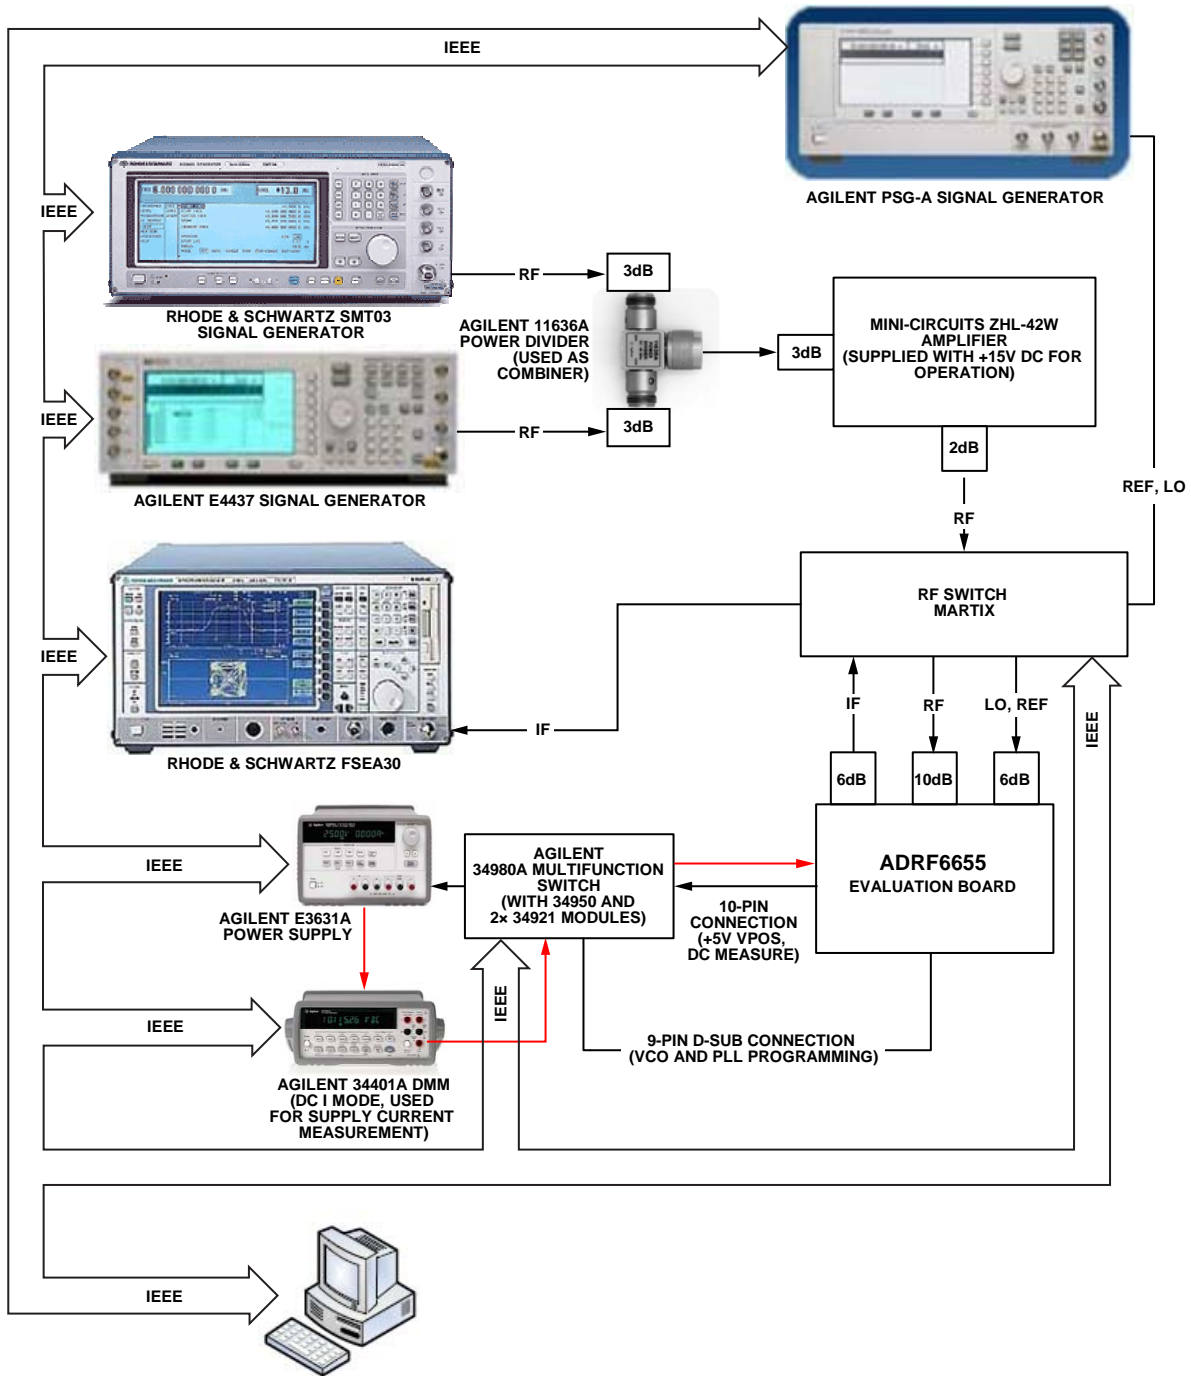 IEEE
AGILENT PSG-A SIGNAL GENERATOR
IEEE
RF
3dB
RHODE & SCHWARTZ SMT03
SIGNAL GENERATOR
AGILENT 11636A
POWER DIVIDER
(USED AS
COMBINER)
3dB
MINI-CIRCUITS ZHL-42W
AMPLIFIER
(SUPPLIED WITH +15V DC FOR
OPERATION)
IEEE
RF
3dB
2dB
AGILENT E4437 SIGNAL GENERATOR
REF, LO
RF
RF SWITCH
MARTIX
IEEE
IF
RHODE & SCHWARTZ FSEA30
IF
RF
LO, REF
IEEE
6dB
10dB
6dB
IEEE
AGILENT E3631A
POWER SUPPLY
AGILENT
34980A MULTIFUNCTION
SWITCH
(WITH 34950 AND
2× 34921 MODULES)
10-PIN
CONNECTION
(+5V VPOS,
DC MEASURE)
ADRF6655
EVALUATION BOARD
IEEE
IEEE
AGILENT 34401A DMM
(DC I MODE, USED
FOR SUPPLY CURRENT
MEASUREMENT)
9-PIN D-SUB CONNECTION
(VCO AND PLL PROGRAMMING)
IEEE